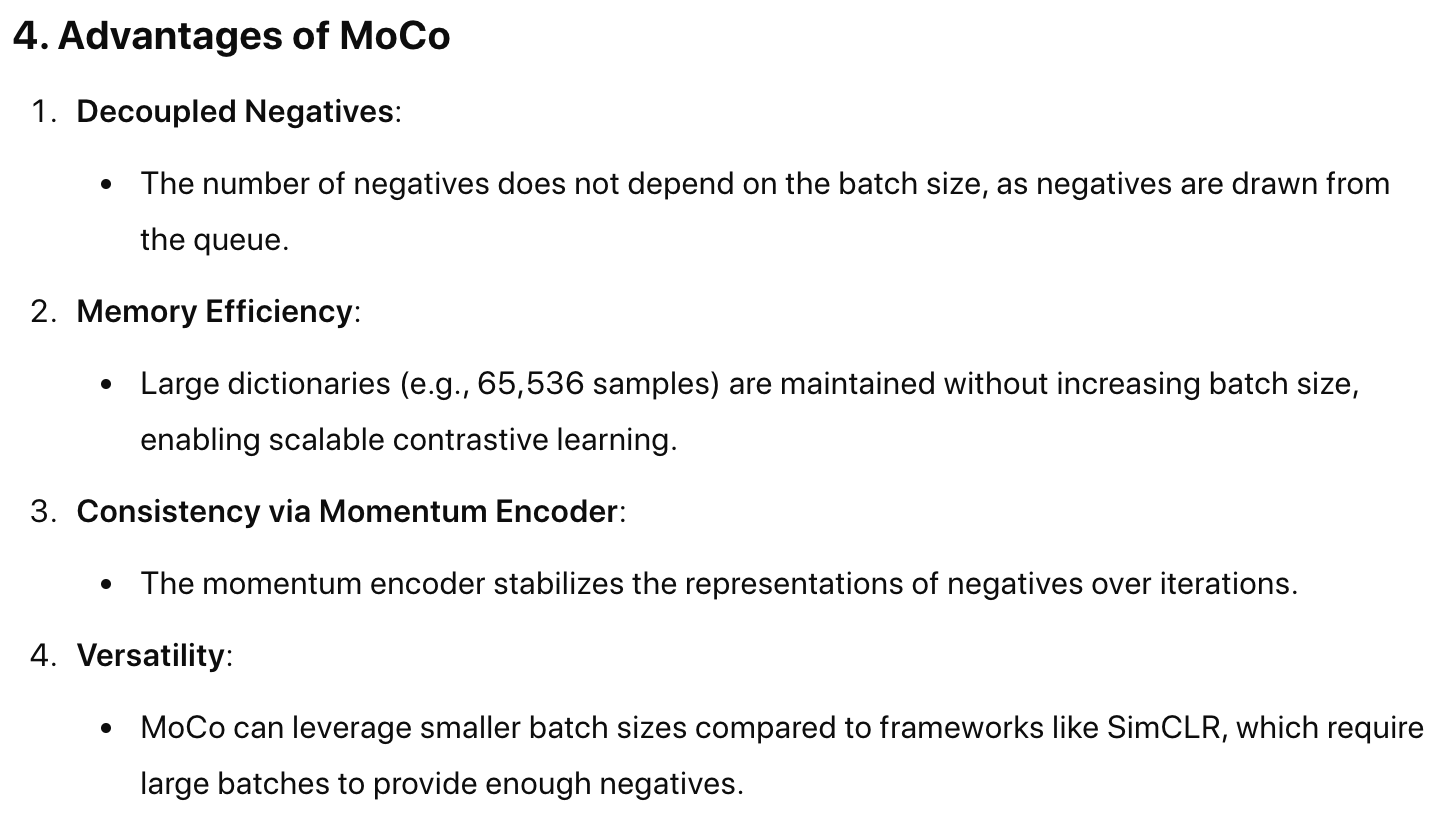 4. Advantages of MoCo
1. Decoupled Negatives:
• The number of negatives does not depend on the batch size, as negatives are drawn from
the queue.
2. Memory Efficiency:
• Large dictionaries (e.g., 65,536 samples) are maintained without increasing batch size,
enabling scalable contrastive learning.
3. Consistency via Momentum Encoder:
• The momentum encoder stabilizes the representations of negatives over iterations.
4. Versatility:
• MoCo can leverage smaller batch sizes compared to frameworks like SimCLR, which require
large batches to provide enough negatives.